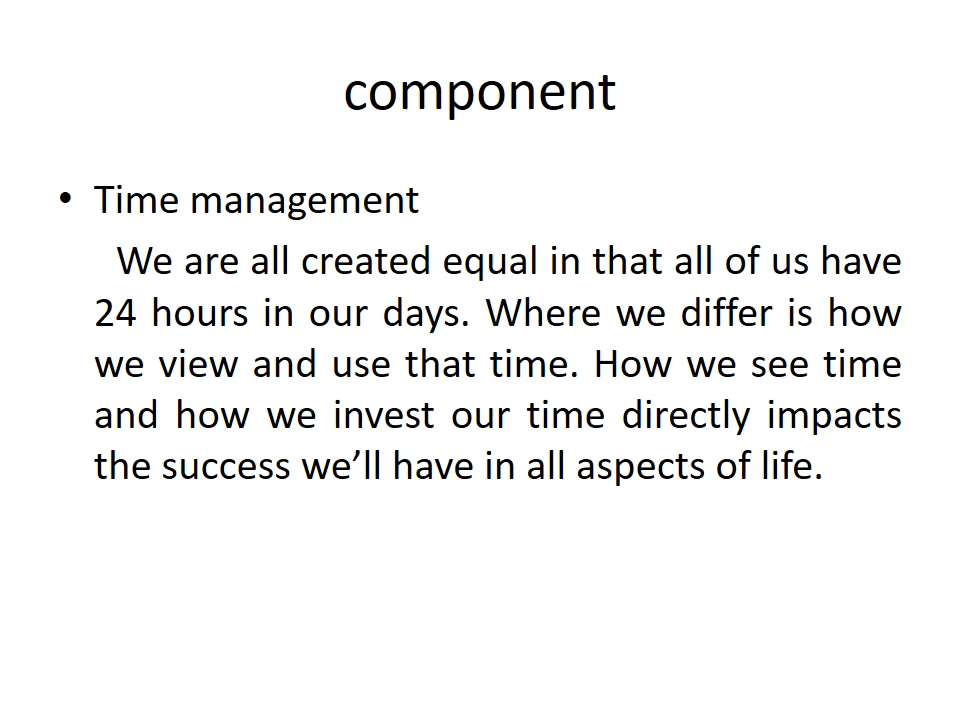 component
• Time management
We are all created equal in that all of us have
24 hours in our days. Where we differ is how
we view and use that time. How we see time
and how we invest our time directly impacts
the success we’ll have in all aspects of life.